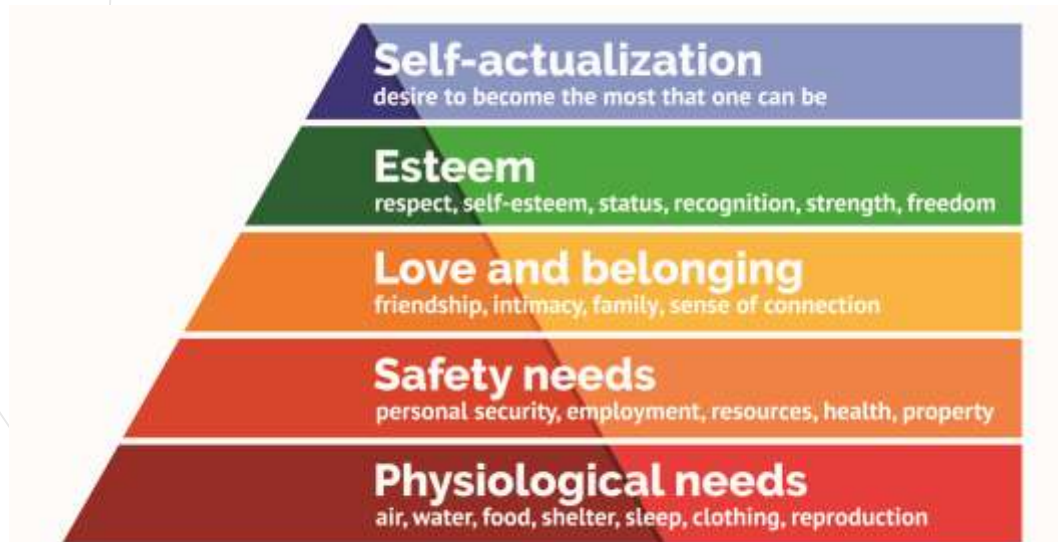 Self-actualization
desire to become the most that one can be
Esteem
respect, self-esteem, status, recognition, strength, freedom
Love and belonging
friendship, intimacy, family, sense of connection
Safety needs
personal security, employment, resources, health, property
Physiological needs
air, water, food, shelter, sleep, clothing, reproduction